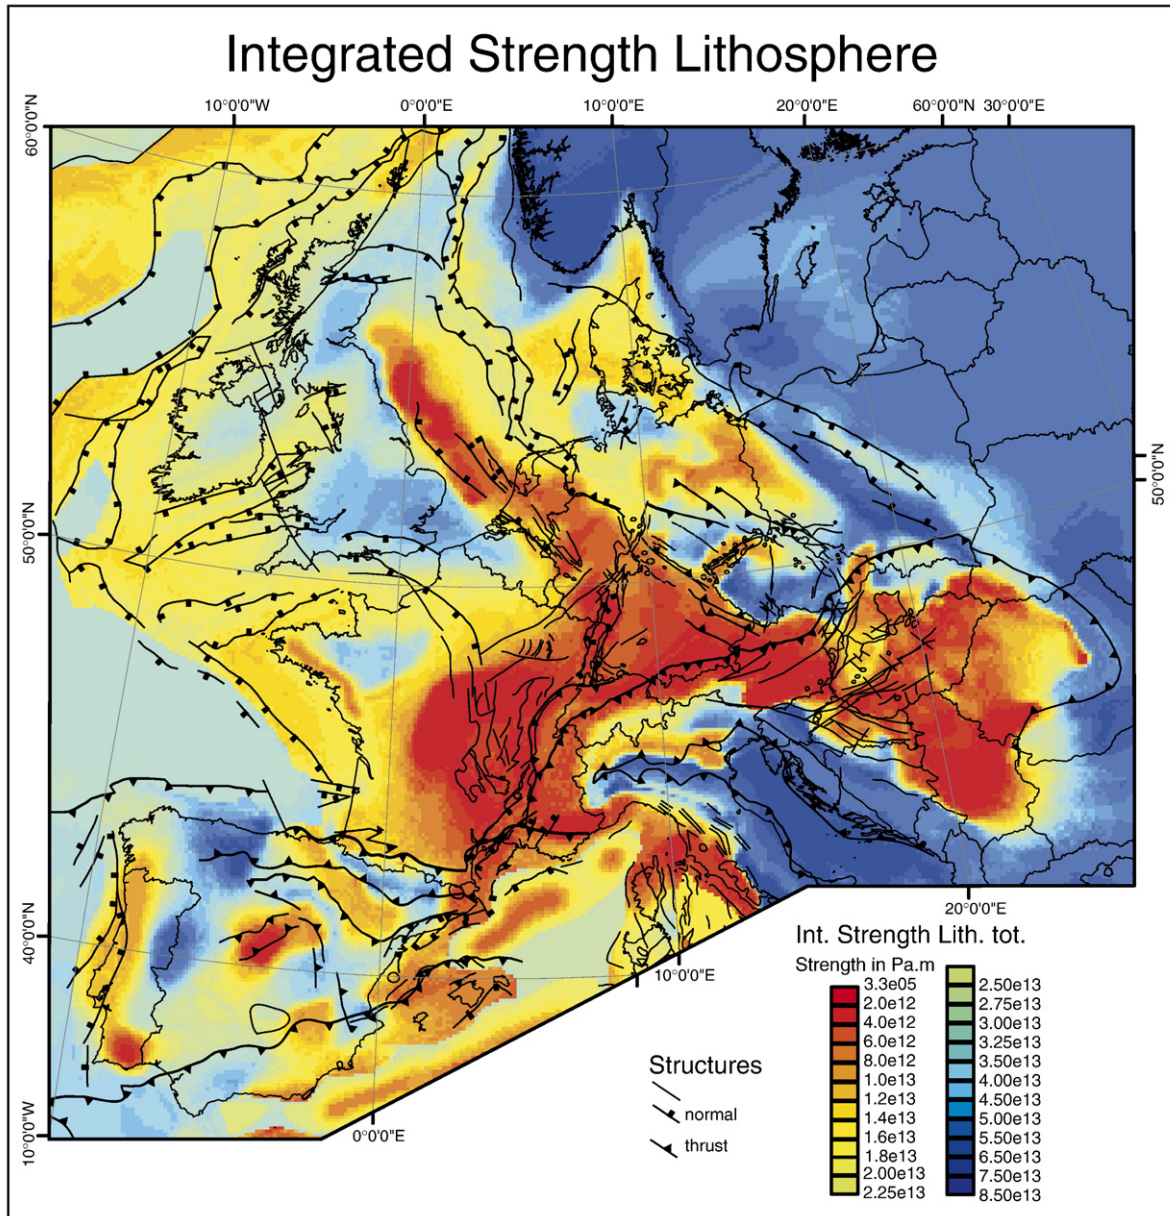 Integrated Strength Lithosphere
10°0'0"W 0°0'0"E 10°0'0"E 20°0'0"E 60°0'0"N 30°0'0"E
60°0'0"N
50°0'0"N
50°0'0"N
40°0'0"N
10°0'0"W
0°0'0"E
10°0'0"E
20°0'0"E
Int. Strength Lith. tot.
Strength in Pa.m
3.3e05
2.0e12
4.0e12
6.0e12
8.0e12
1.0e13
1.2e13
1.4e13
1.6e13
1.8e13
2.00e13
2.25e13
2.50e13
2.75e13
3.00e13
3.25e13
3.50e13
4.00e13
4.50e13
5.00e13
5.50e13
6.50e13
7.50e13
8.50e13
Structures
normal
thrust